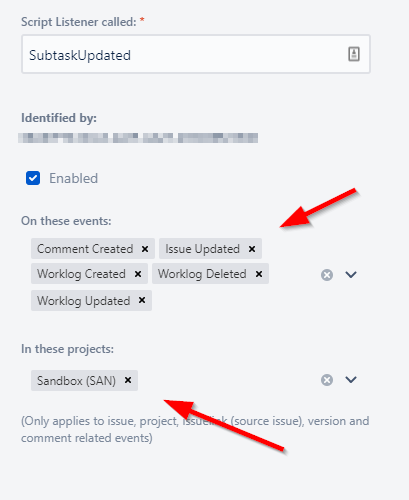 Script Listener called: *
SubtaskUpdated
Identified by:
Enabled
On these events:
Comment Created × Issue Updated ×
Worklog Created × Worklog Deleted ×
Worklog Updated ×
In these projects:
Sandbox (SAN) ×
(Only applies to issue, project, issuelink (source issue), version and
comment related events)